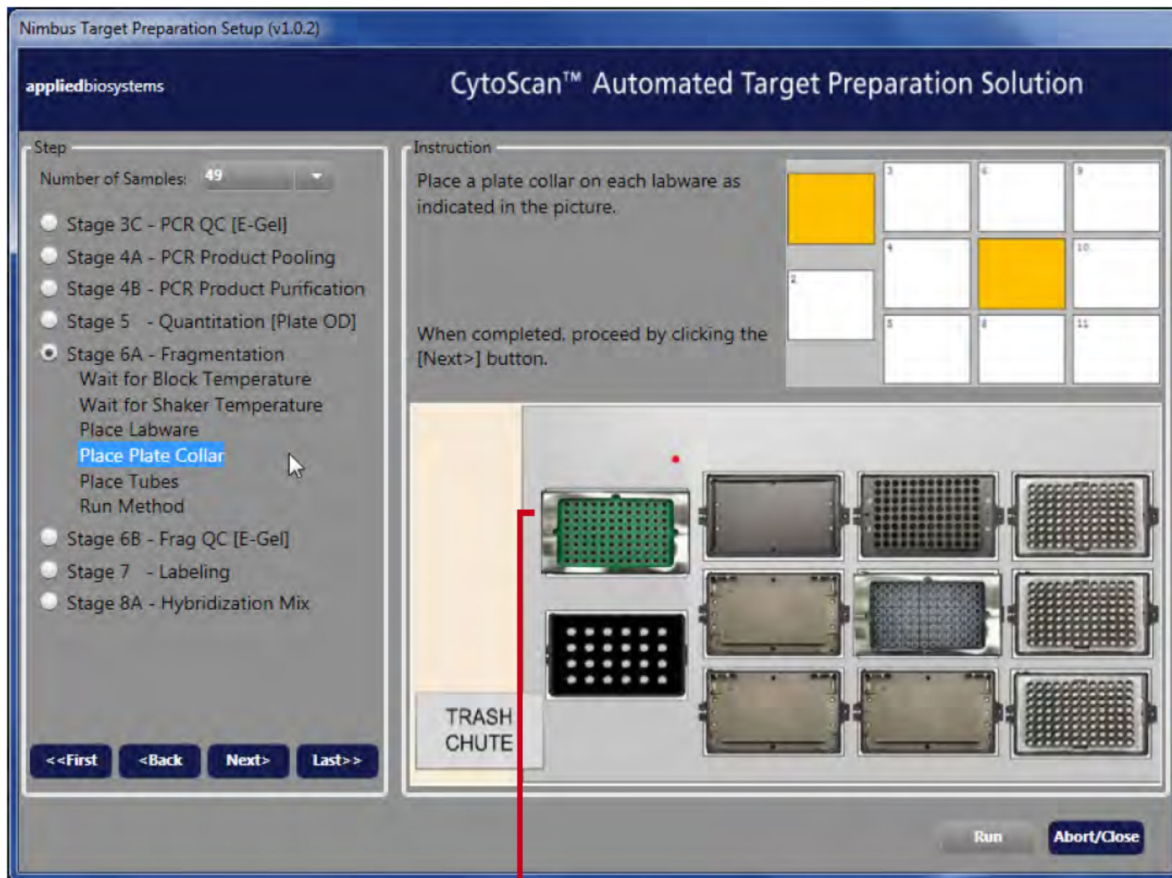 Nimbus Target Preparation Setup (v1.0.2)
appliedbiosystems
CytoScan™ Automated Target Preparation Solution
Step
Number of Samples: 49
Stage 3C - PCR QC [E-Gel]
Stage 4A - PCR Product Pooling
Stage 4B - PCR Product Purification
Stage 5 - Quantitation [Plate OD]
Stage 6A - Fragmentation
Wait for Block Temperature
Wait for Shaker Temperature
Place Labware
Place Plate Collar
Place Tubes
Run Method
Stage 6B - Frag QC [E-Gel]
Stage 7 - Labeling
Stage 8A - Hybridization Mix
<<First <Back Next> Last>>
Instruction
Place a plate collar on each labware as
indicated in the picture.
When completed, proceed by clicking the
[Next>] button.
3 6 9
4 10
2
5 8 11
TRASH
CHUTE
Run Abort/Close